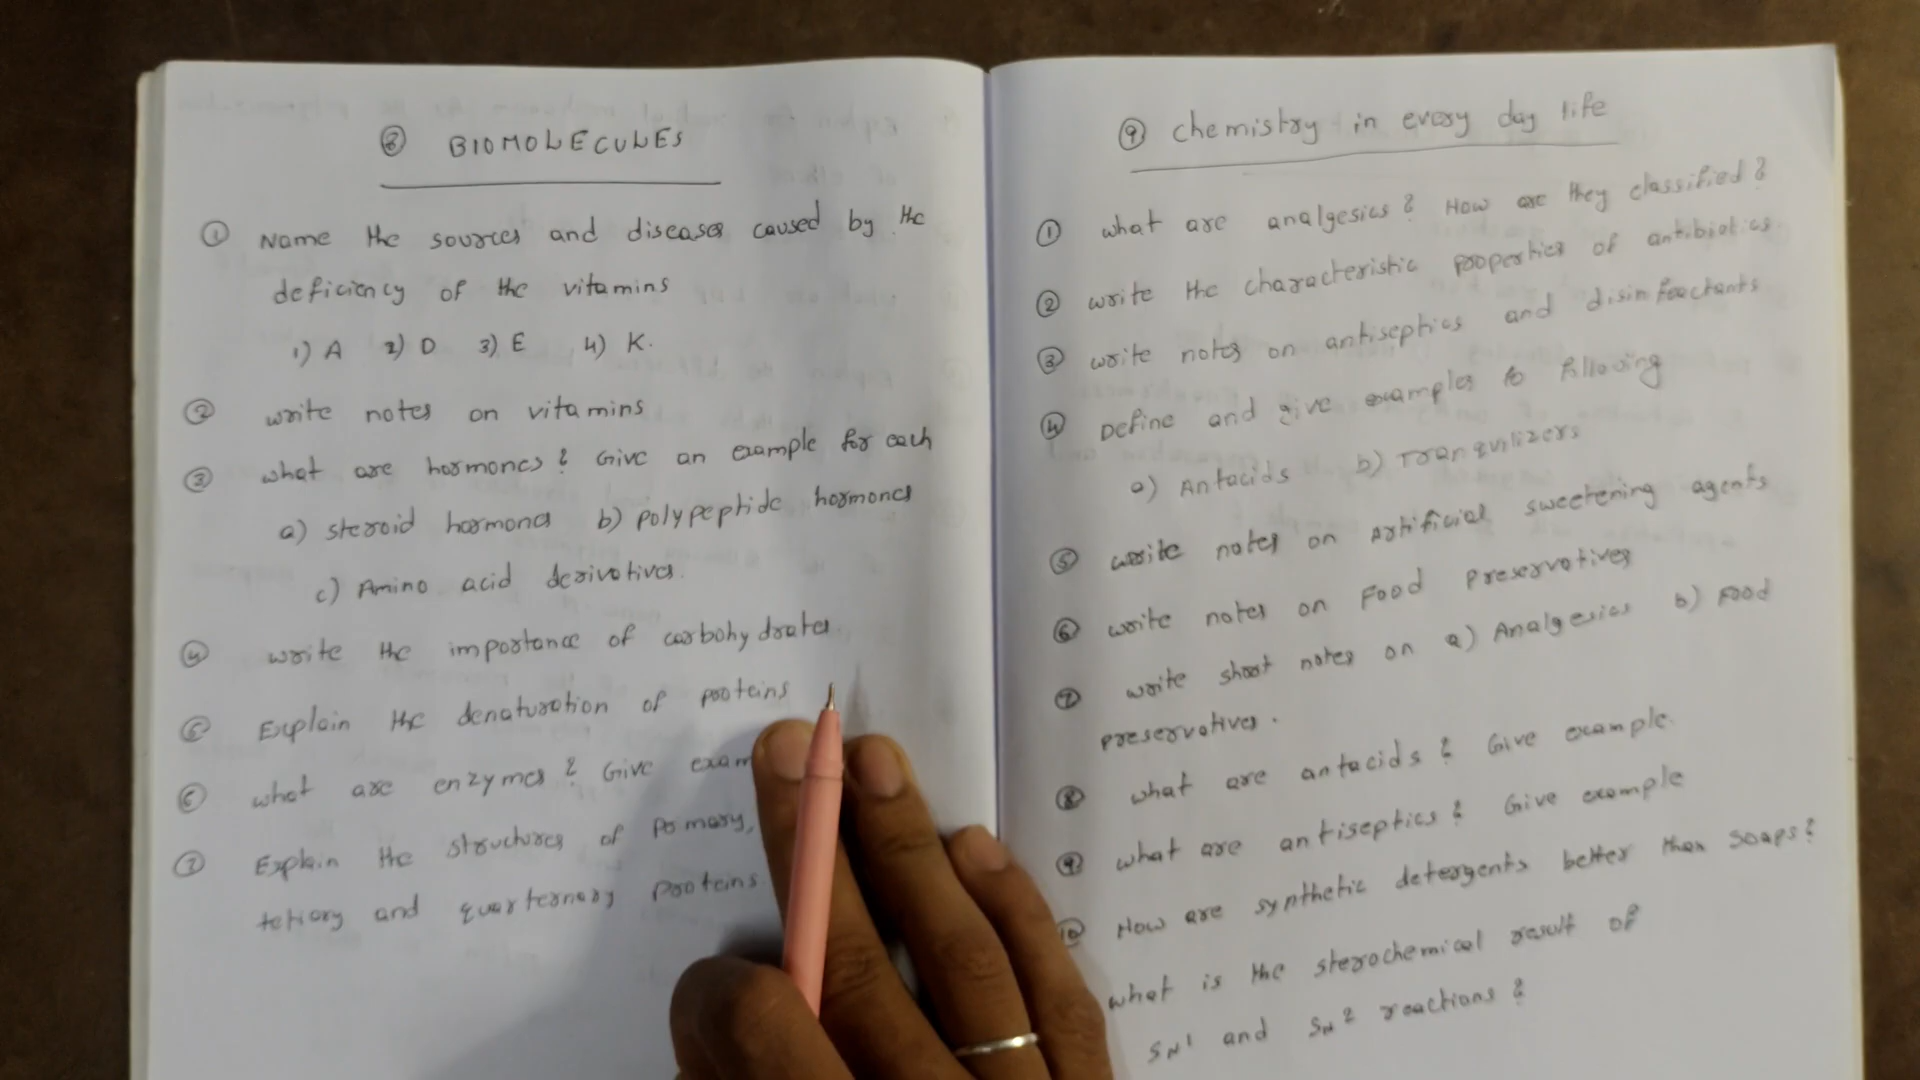 ⑧ BIOMOLECULES
① Name the sources and diseases caused by the
deficiency of the vitamins
1) A 2) D 3) E 4) K.
② write notes on vitamins
③ what are hormones? Give an example for each
a) steroid hormones b) polypeptide hormones
c) Amino acid derivatives.
④ write the importance of carbohydrates.
⑤ Explain the denaturation of proteins
⑥ what are enzymes? Give exam
⑦ Explain the structures of primary,
tetiary and quarternary proteins.
⑨ chemistry in every day life
① what are analgesics? How are they classified?
② write the characteristic properties of antibiotics
③ write notes on antiseptics and disinfectants
④ Define and give examples to following
a) Antacids b) Tranquilizers
⑤ write notes on Artificial sweetening agents
⑥ write notes on Food preservatives
⑦ write short notes on a) Analgesics b) Food
preservatives.
⑧ what are antacids? Give example.
⑨ what are antiseptics? Give example
⑩ How are synthetic detergents better than soaps?
what is the sterochemical result of
SN1 and SN2 reactions?